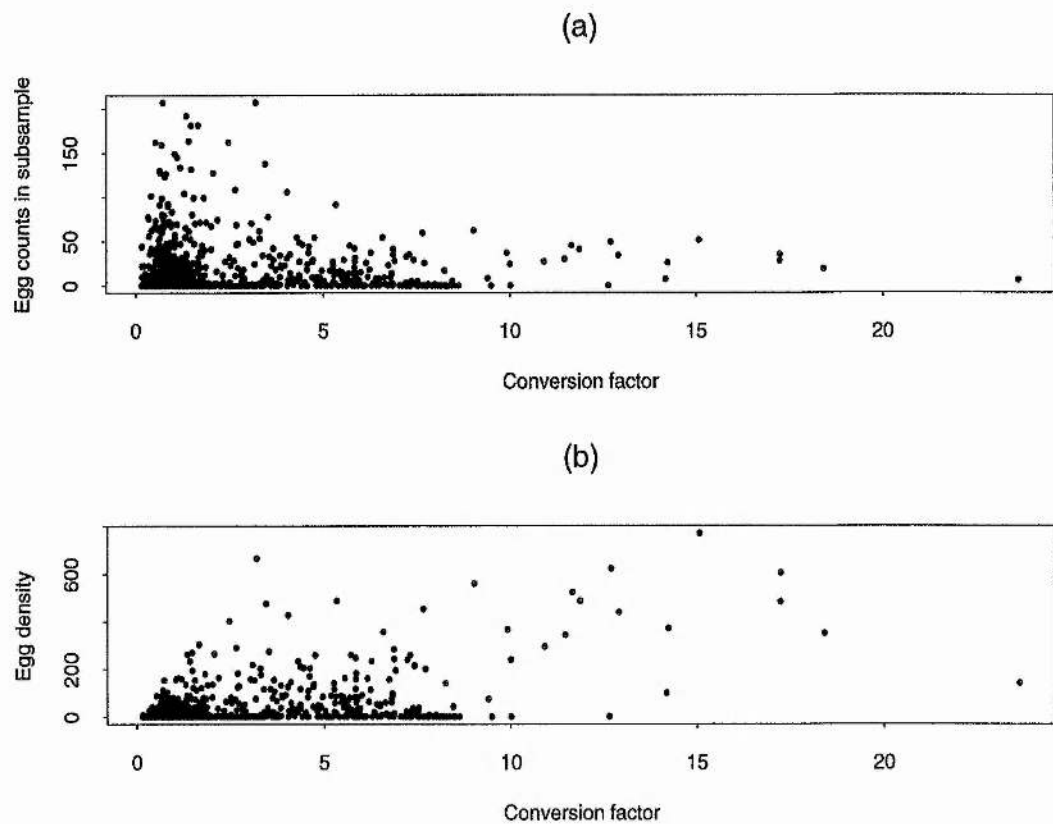 (a)
Egg counts in subsample
150
50
0
0 5 10 15 20
Conversion factor
(b)
Egg density
600
200
0
0 5 10 15 20
Conversion factor